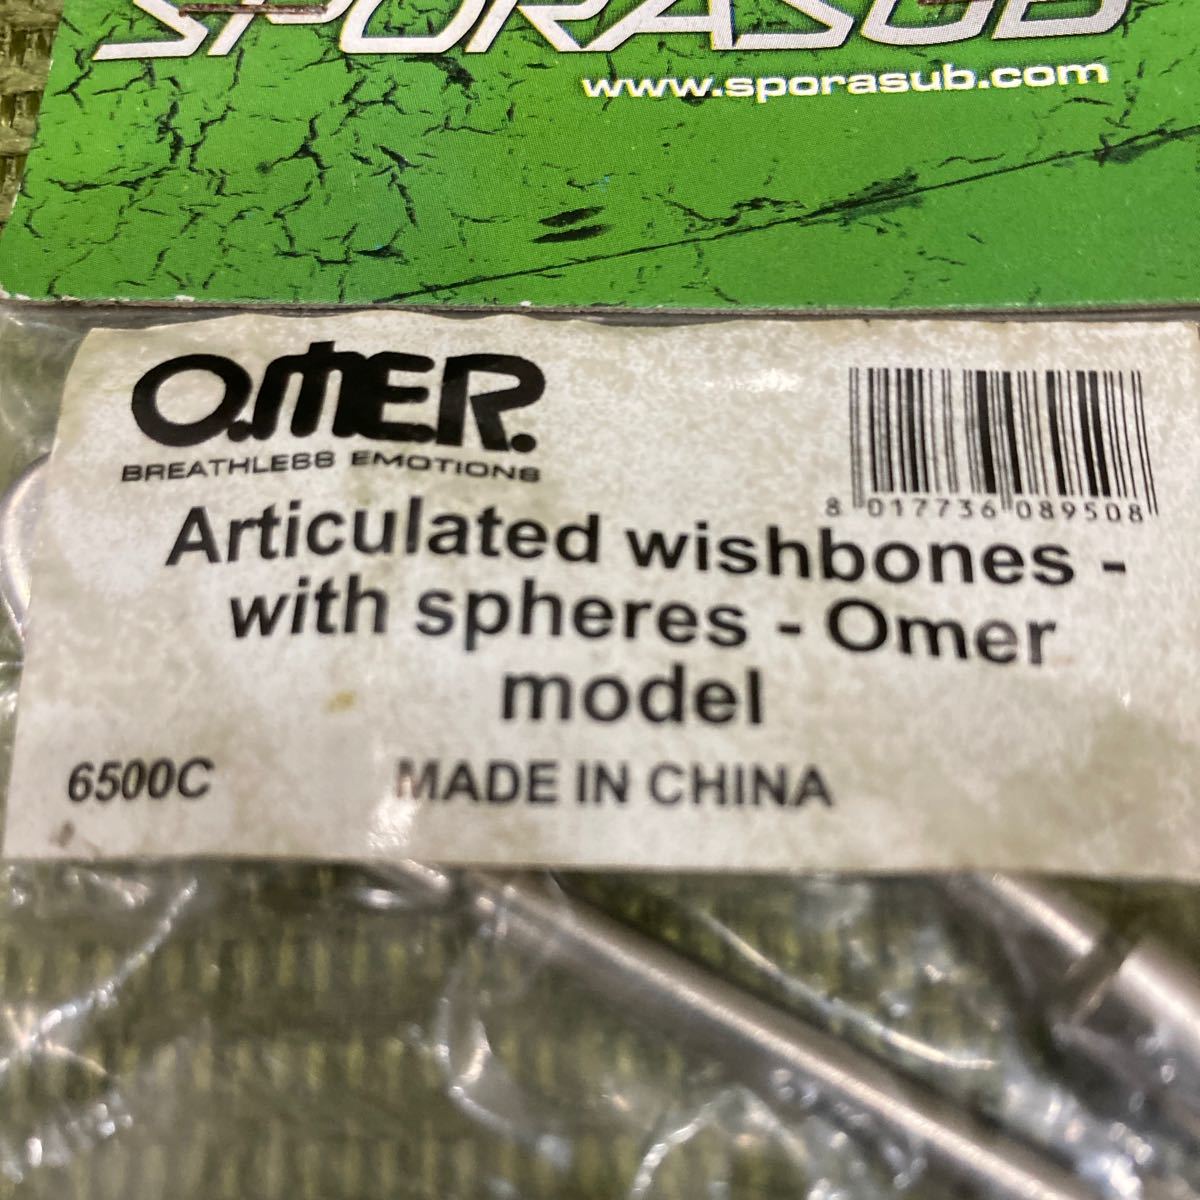 SPORASUB
www.sporasub.com
O.MER.
BREATHLESS EMOTIONS
8 017736 089508
Articulated wishbones -
with spheres - Omer
model
6500C MADE IN CHINA